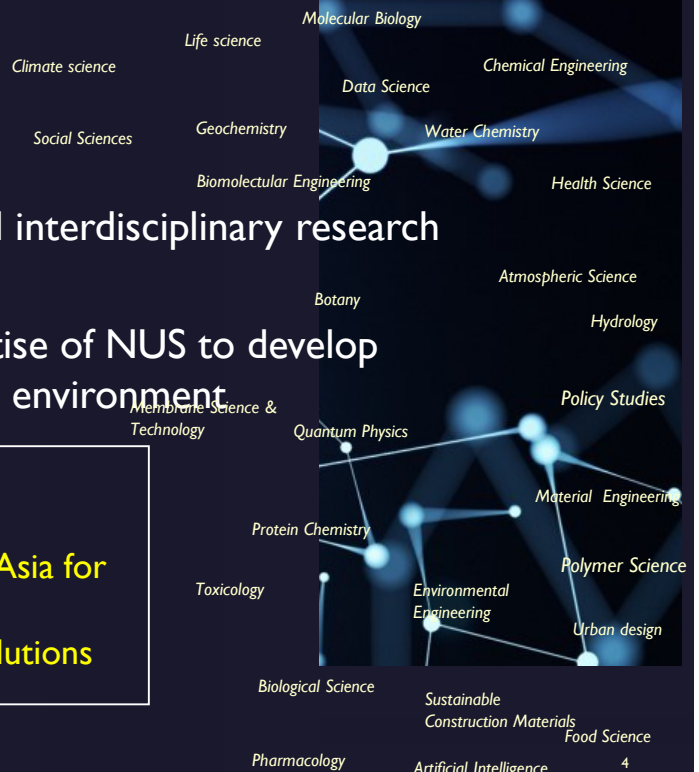 Molecular Biology
Life science
Climate science
Chemical Engineering
Data Science
Geochemistry
Water Chemistry
Social Sciences
Biomolectular Engineering
Health Science
interdisciplinary research
Atmospheric Science
Botany
Hydrology
tise of NUS to develop
environment
Policy Studies
Membrane Science &
Technology
Quantum Physics
Material Engineering
Protein Chemistry
Asia for
Polymer Science
Toxicology
Environmental
Engineering
Urban design
lutions
Biological Science
Sustainable
Construction Materials
Food Science
Pharmacology
Artificial Intelligence
4